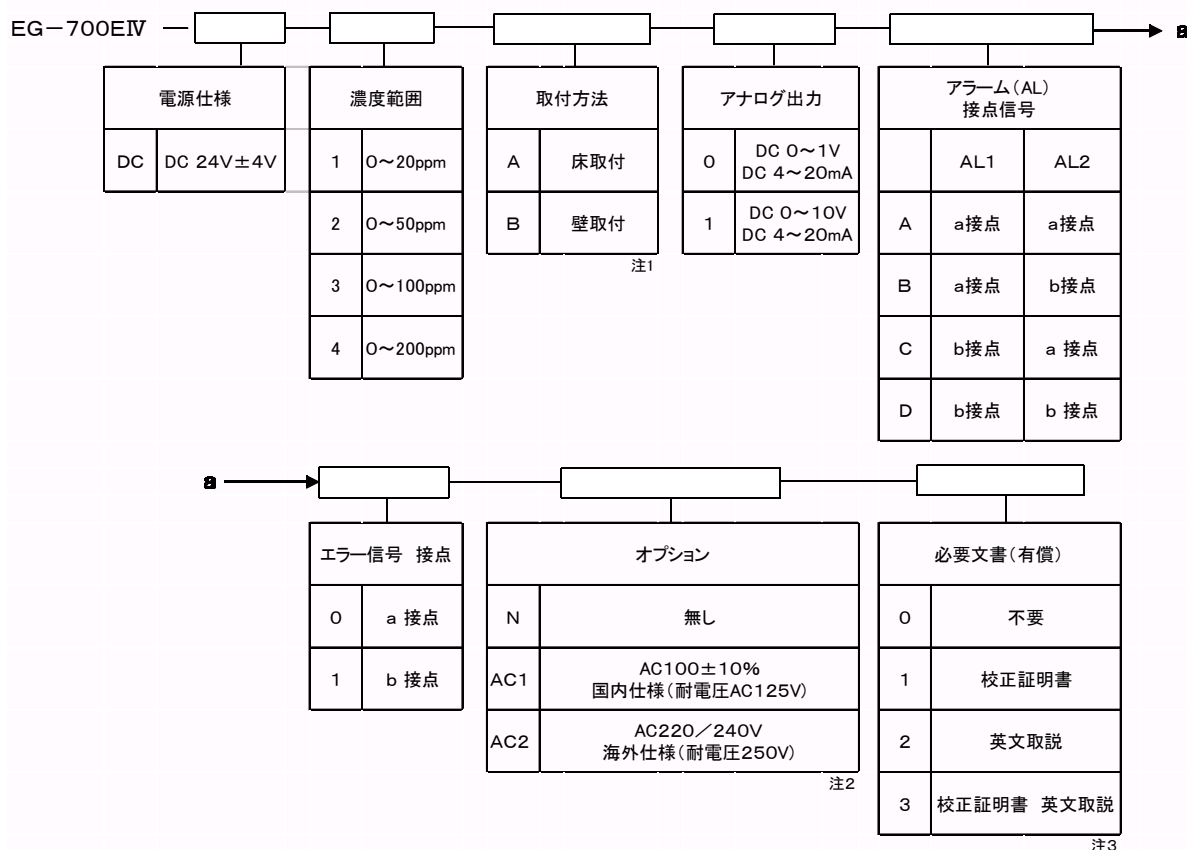 EG－700EⅣ
a
電源仕様
DC DC 24V±4V
濃度範囲
1 0～20ppm
2 0～50ppm
3 0～100ppm
4 0～200ppm
取付方法
A 床取付
B 壁取付
注1
アナログ出力
0 DC 0～1V
DC 4～20mA
1 DC 0～10V
DC 4～20mA
アラーム（AL）
接点信号
AL1 AL2
A a接点 a接点
B a接点 b接点
C b接点 a 接点
D b接点 b 接点
a
エラー信号 接点
0 a 接点
1 b 接点
オプション
N 無し
AC1 AC100±10%
国内仕様（耐電圧AC125V）
AC2 AC220／240V
海外仕様（耐電圧250V）
注2
必要文書（有償）
0 不要
1 校正証明書
2 英文取説
3 校正証明書 英文取説
注3